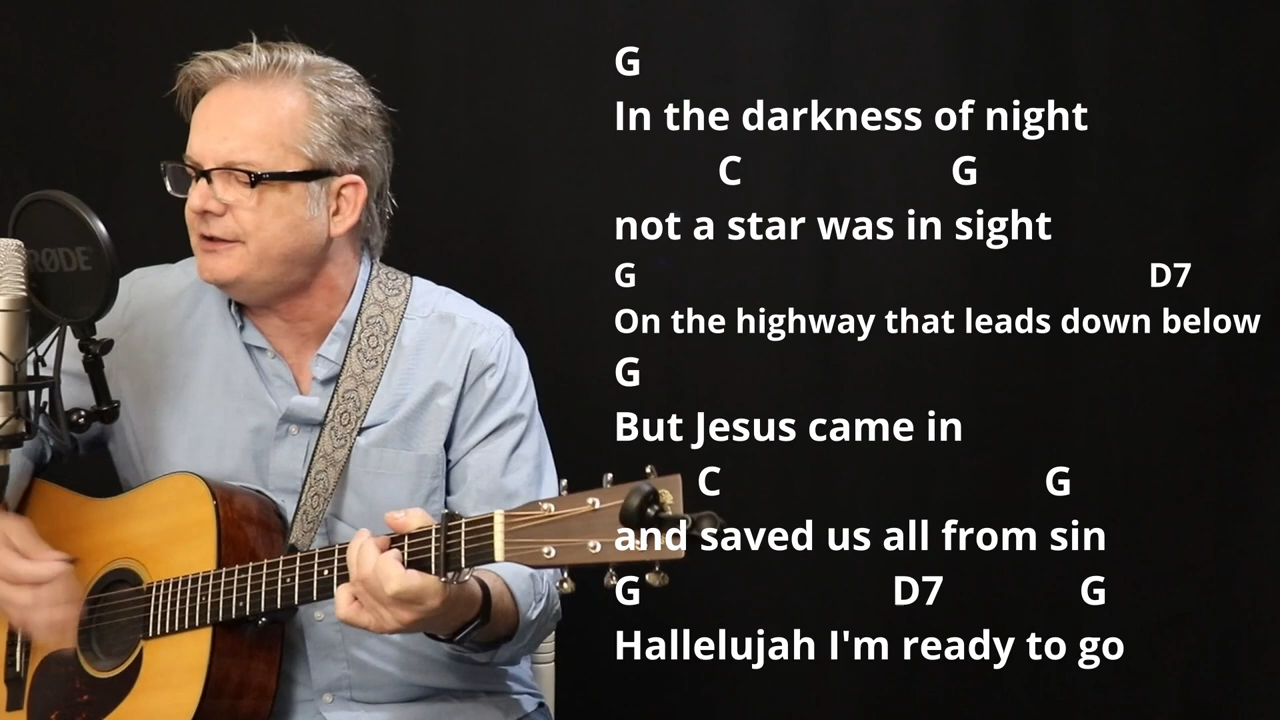 RØDE
G
In the darkness of night
C G
not a star was in sight
G D7
On the highway that leads down below
G
But Jesus came in
C G
and saved us all from sin
G D7 G
Hallelujah I'm ready to go